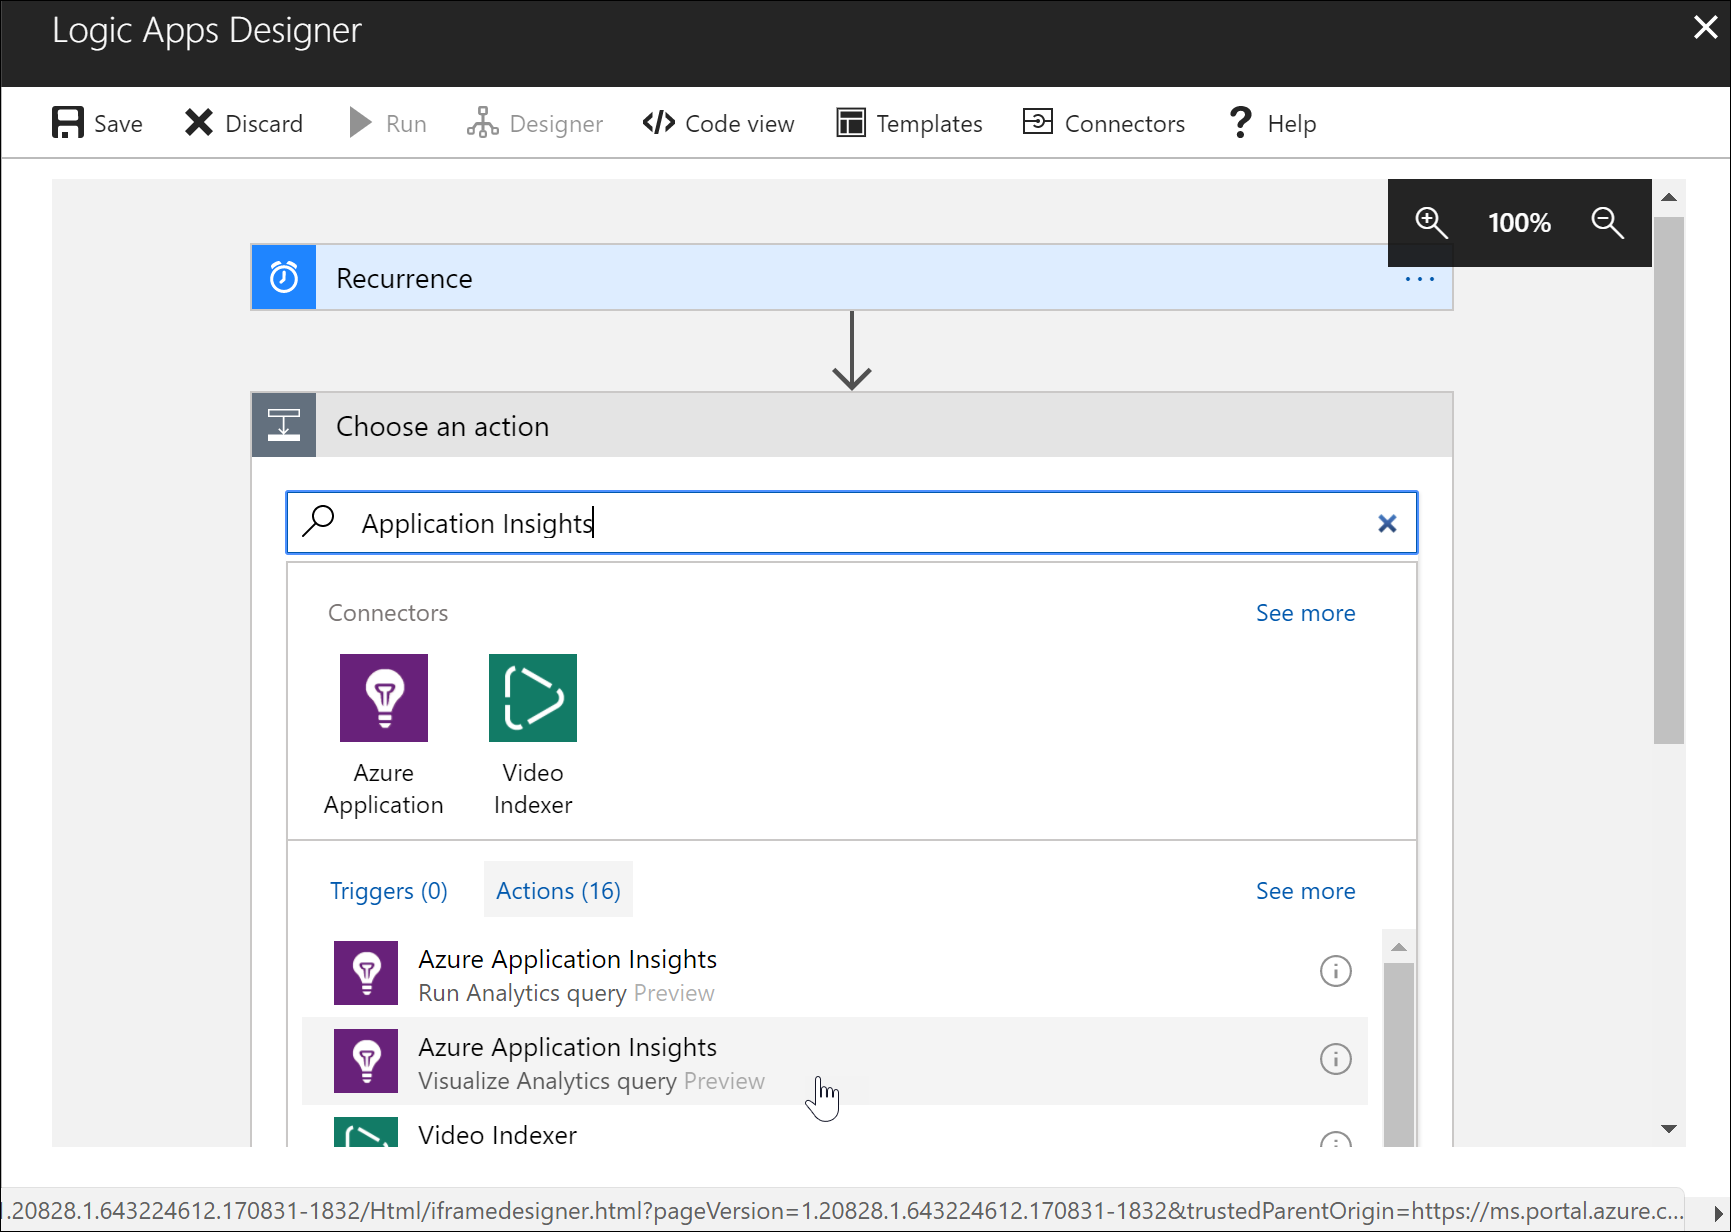 Logic Apps Designer
Save Discard Run Designer Code view Templates Connectors Help
100%
Recurrence
Choose an action
Application Insights
Connectors See more
Azure Application
Video Indexer
Triggers (0) Actions (16) See more
Azure Application Insights
Run Analytics query Preview
Azure Application Insights
Visualize Analytics query Preview
Video Indexer
.20828.1.643224612.170831-1832/Html/iframedesigner.html?pageVersion=1.20828.1.643224612.170831-1832&trustedParentOrigin=https://ms.portal.azure.c...